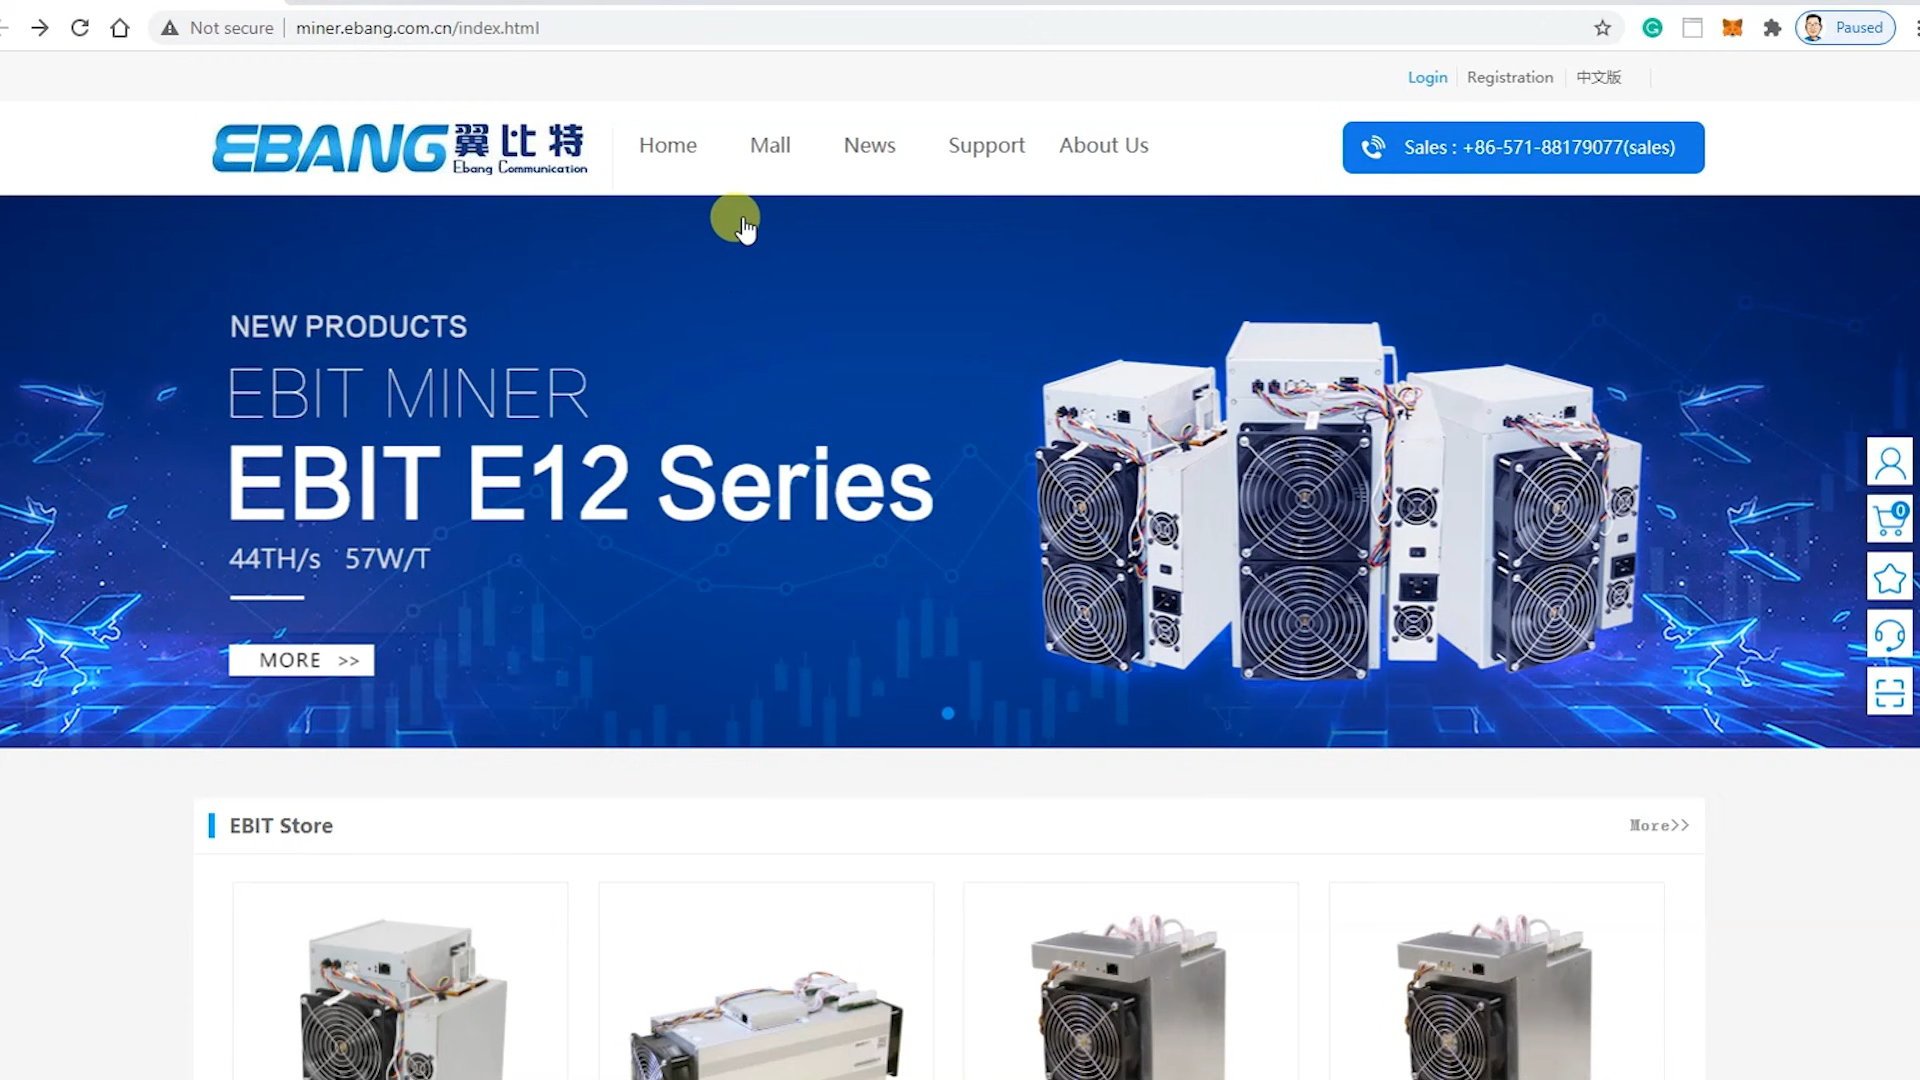 Not secure
miner.ebang.com.cn/index.html
Paused
Login
Registration
中文版
EBANG 翼比特
Ebang Communication
Home
Mall
News
Support
About Us
Sales : +86-571-88179077(sales)
NEW PRODUCTS
EBIT MINER
EBIT E12 Series
44TH/s 57W/T
MORE >>
0
EBIT Store
More>>